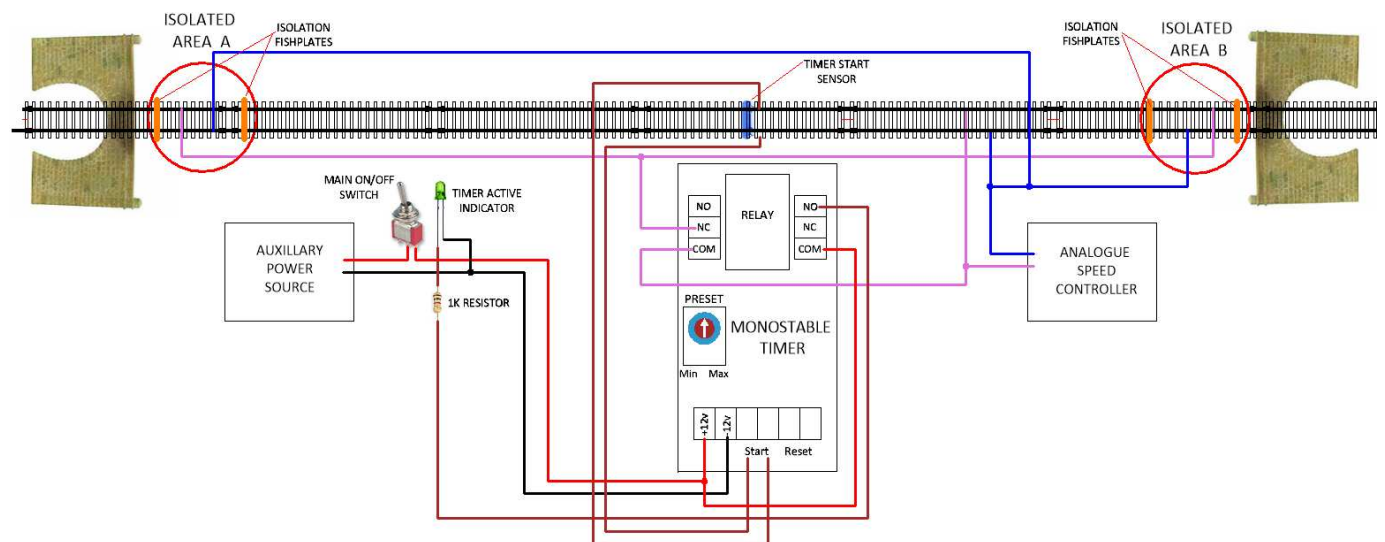 ISOLATED
AREA A
ISOLATION
FISHPLATES
TIMER START
SENSOR
ISOLATION
FISHPLATES
ISOLATED
AREA B
MAIN ON/OFF
SWITCH
TIMER ACTIVE
INDICATOR
AUXILLARY
POWER
SOURCE
1K RESISTOR
NO
NC
COM
RELAY
NO
NC
COM
PRESET
Min Max
MONOSTABLE
TIMER
+12v
-12v
Start
Reset
ANALOGUE
SPEED
CONTROLLER